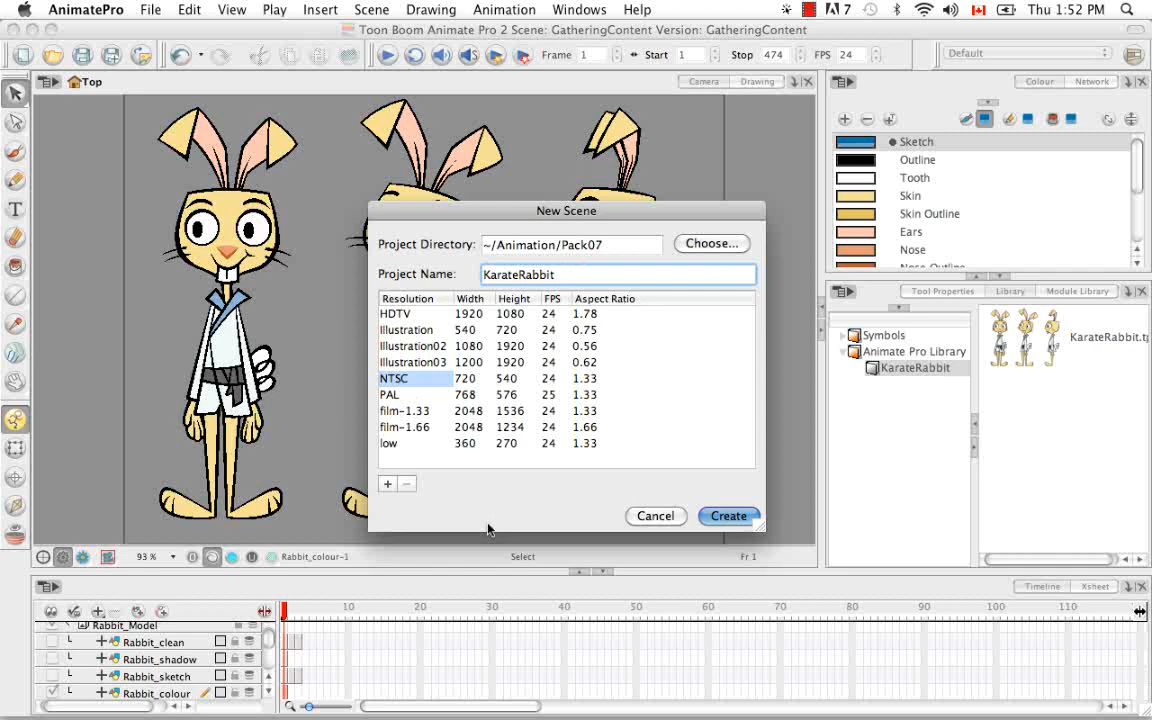 AnimatePro File Edit View Play Insert Scene Drawing Animation Windows Help 7 Thu 1:52 PM
Toon Boom Animate Pro 2 Scene: GatheringContent Version: GatheringContent
Frame 1 Start 1 Stop 474 FPS 24 Default
Top Camera Drawing Colour Network
Sketch
Outline
Tooth
Skin
Skin Outline
Ears
Nose
Nose Outline
New Scene
Project Directory: ~/Animation/Pack07 Choose...
Project Name: KarateRabbit
Resolution Width Height FPS Aspect Ratio
HDTV 1920 1080 24 1.78
Illustration 540 720 24 0.75
Illustration02 1080 1920 24 0.56
Illustration03 1200 1920 24 0.62
NTSC 720 540 24 1.33
PAL 768 576 25 1.33
film-1.33 2048 1536 24 1.33
film-1.66 2048 1234 24 1.66
low 360 270 24 1.33
+ −
Cancel Create
Tool Properties Library Module Library
Symbols
Animate Pro Library
KarateRabbit
KarateRabbit.tp
93 % Rabbit_colour-1 Select Fr 1
Timeline Xsheet
10 20 30 40 50 60 70 80 90 100 110
Rabbit_Model
Rabbit_clean
Rabbit_shadow
Rabbit_sketch
Rabbit_colour